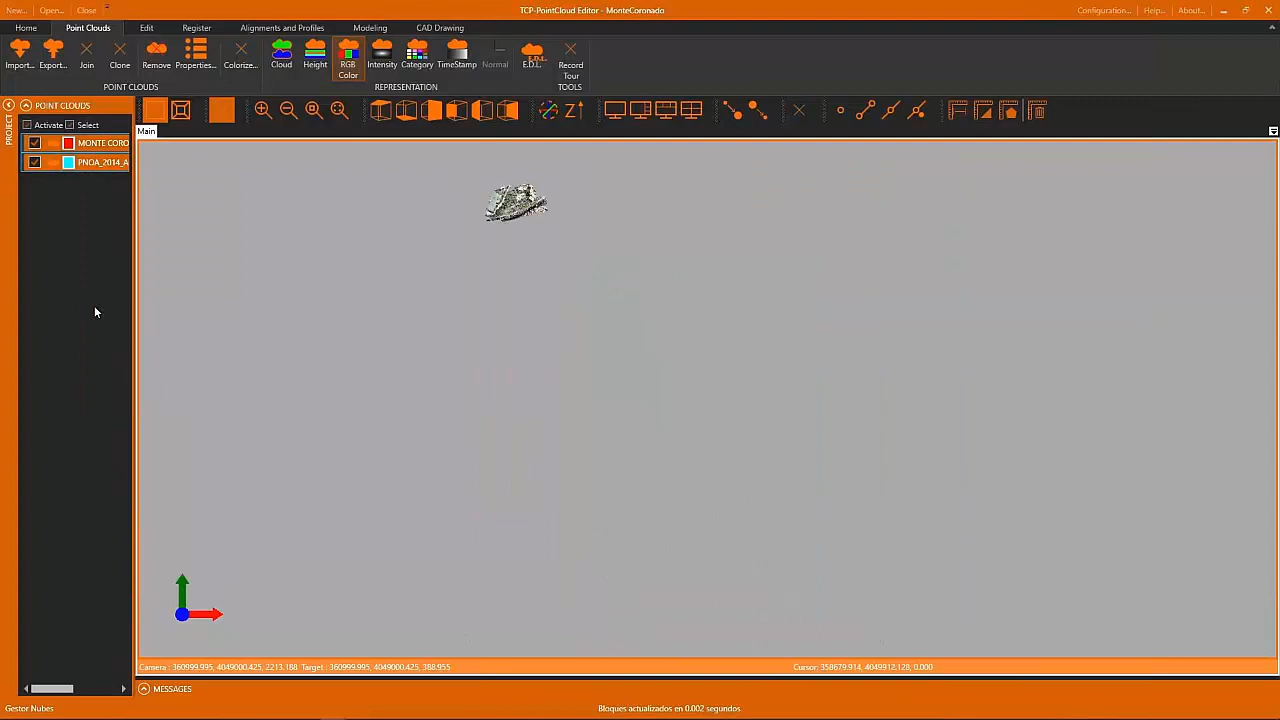 New...
Open...
Close
TCP-PointCloud Editor - MonteCoronado
Configuration...
Help...
About...
Home
Point Clouds
Edit
Register
Alignments and Profiles
Modeling
CAD Drawing
Import...
Export...
Join
Clone
Remove
Properties...
Colorize...
Cloud
Height
RGB
Color
Intensity
Category
TimeStamp
Normal
E.D.L.
E.D.L.
Record
Tour
POINT CLOUDS
REPRESENTATION
TOOLS
PROJECT
POINT CLOUDS
Activate
Select
MONTE CORO
PNOA_2014_A
Main
Z
Camera : 360999.995, 4049000.425, 2213.188 Target : 360999.995, 4049000.425, 388.955
Cursor; 358679.914, 4049912.128, 0.000
MESSAGES
Gestor Nubes
Bloques actualizados en 0.002 segundos